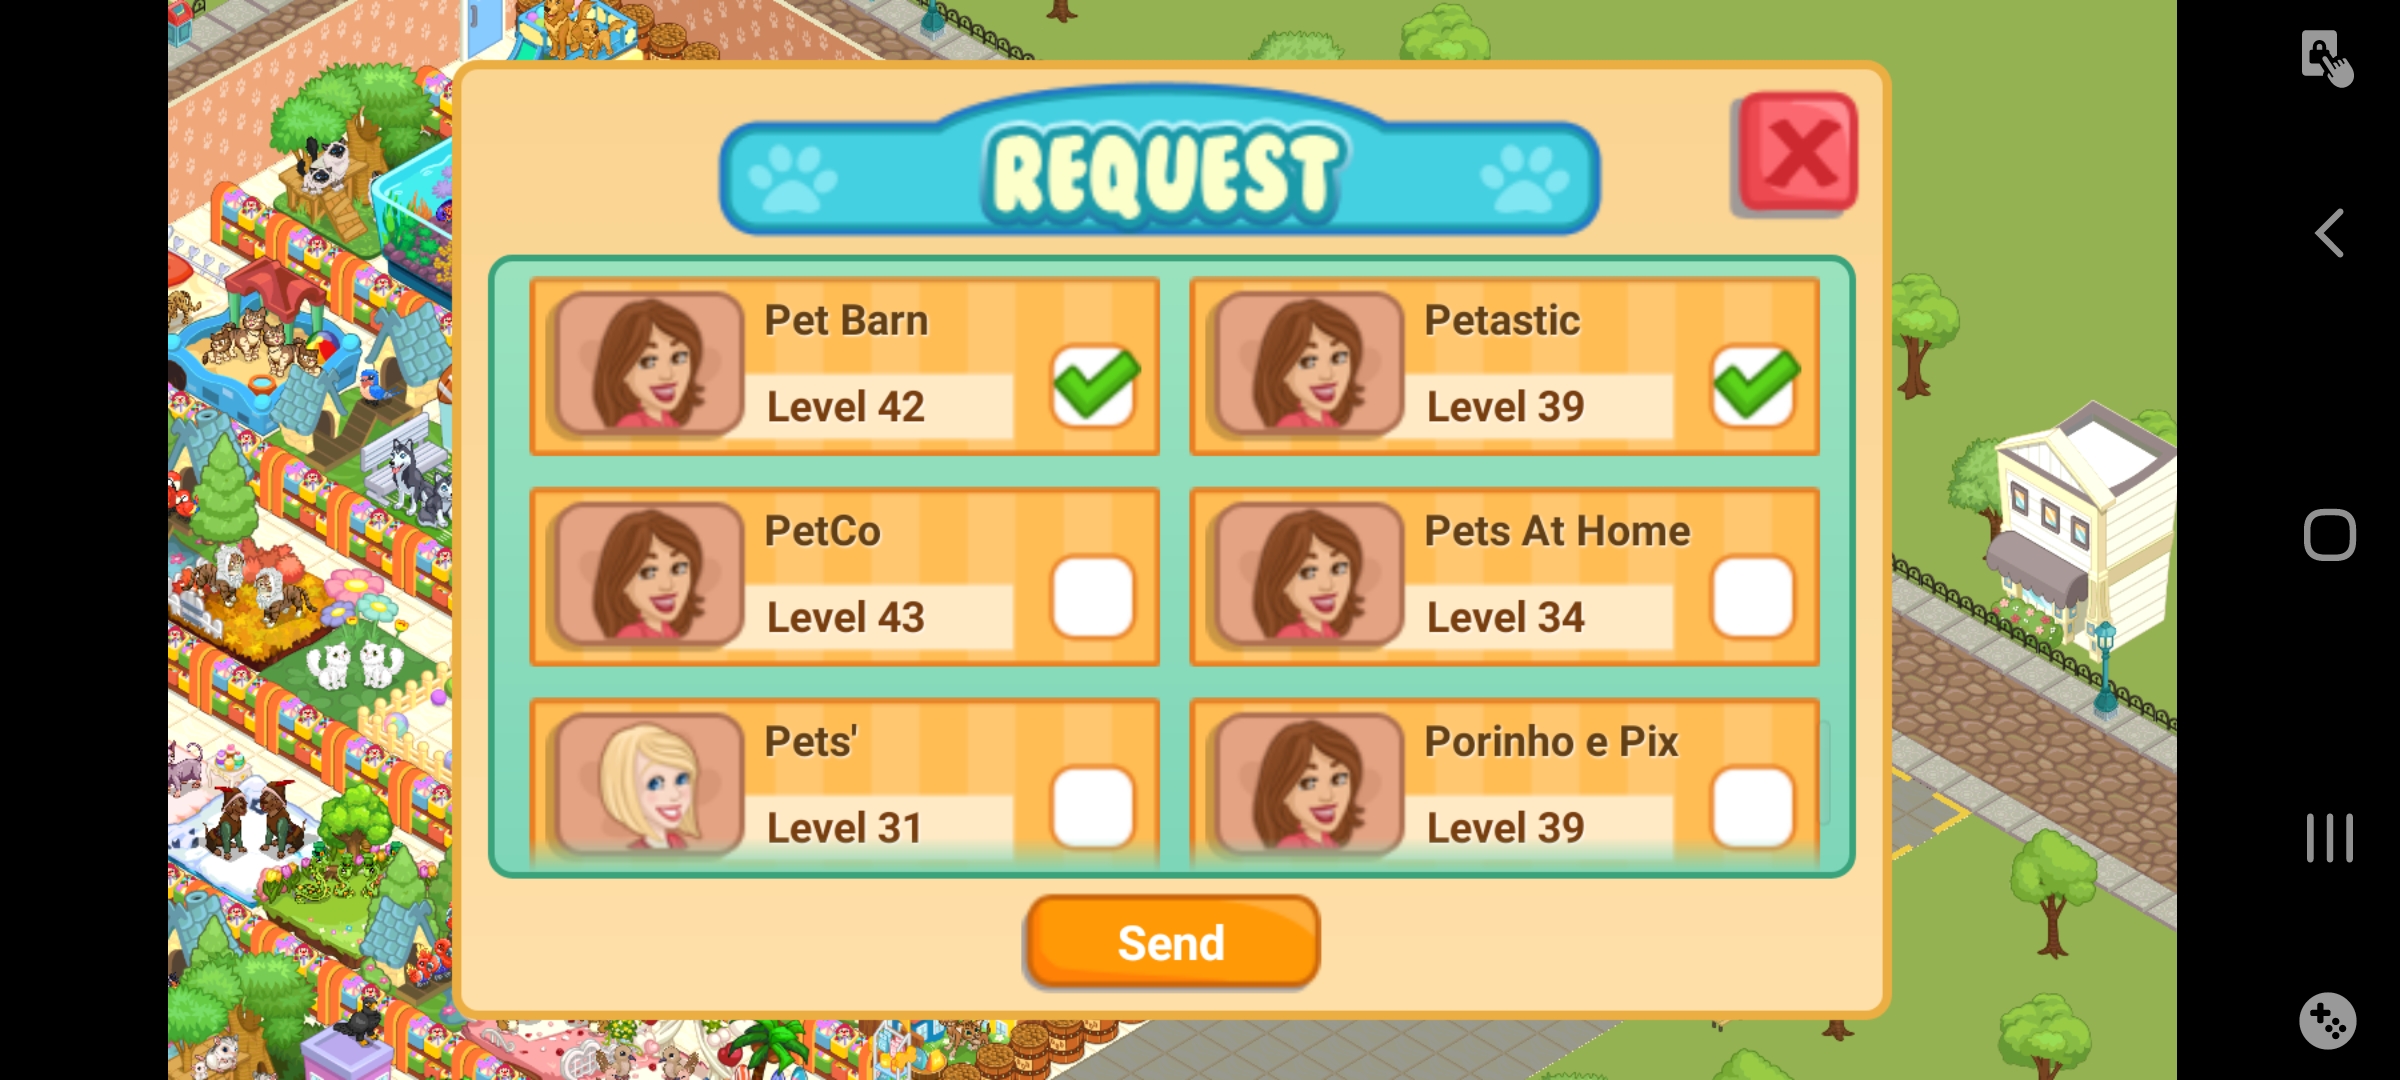 REQUEST
Pet Barn
Level 42
Petastic
Level 39
PetCo
Level 43
Pets At Home
Level 34
Pets'
Level 31
Porinho e Pix
Level 39
Send